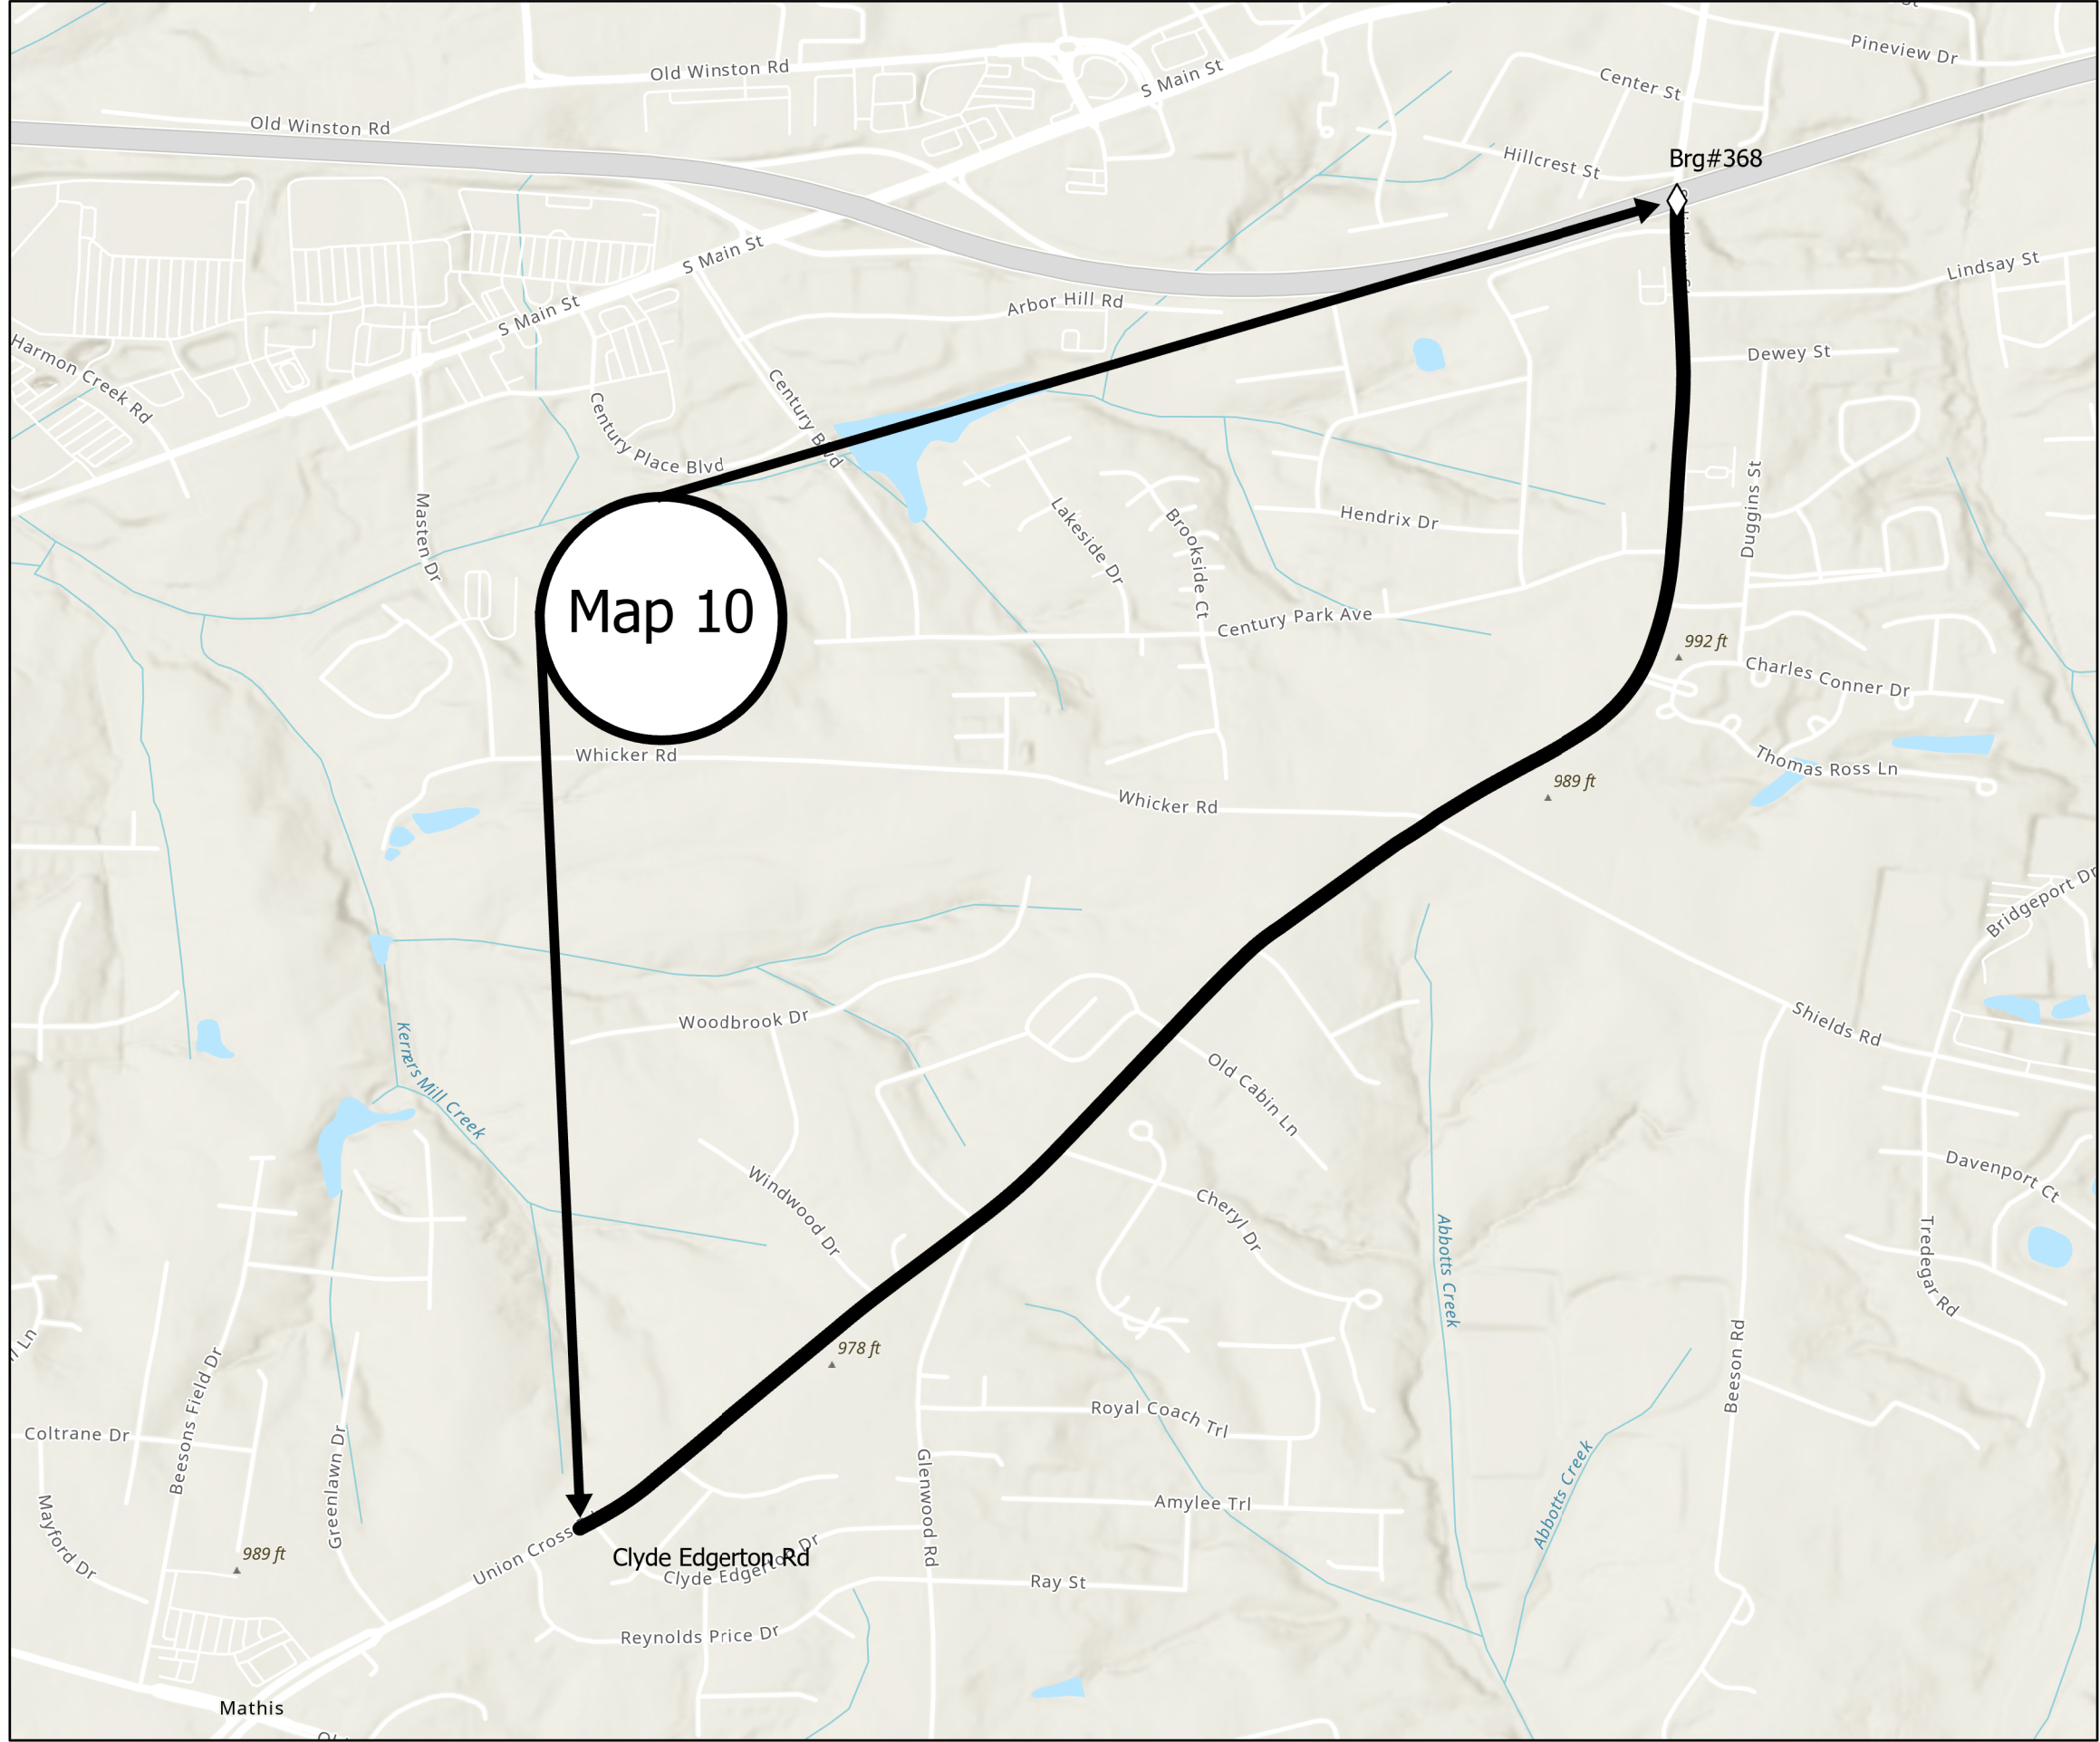 Pineview Dr
Old Winston Rd
S Main St
Center St
Old Winston Rd
Brg#368
Hillcrest St
S Main St
Lindsay St
Arbor Hill Rd
S Main St
Harmon Creek Rd
Dewey St
Century Blvd
Century Place Blvd
Masten Dr
Lakeside Dr
Brookside Ct
Hendrix Dr
Duggins St
Map 10
Century Park Ave
992 ft
Charles Conner Dr
Whicker Rd
Thomas Ross Ln
989 ft
Whicker Rd
Bridgeport Dr
Woodbrook Dr
Shields Rd
Kerners Mill Creek
Old Cabin Ln
Davenport Ct
Windwood Dr
Cheryl Dr
Abbotts Creek
Tredegar Rd
978 ft
Beeson Rd
Beesons Field Dr
Royal Coach Trl
Coltrane Dr
Greenlawn Dr
Glenwood Rd
Abbotts Creek
Amylee Trl
Mayford Dr
989 ft
Union Cross
Clyde Edgerton Rd
Clyde Edgerton Dr
Ray St
Reynolds Price Dr
Mathis